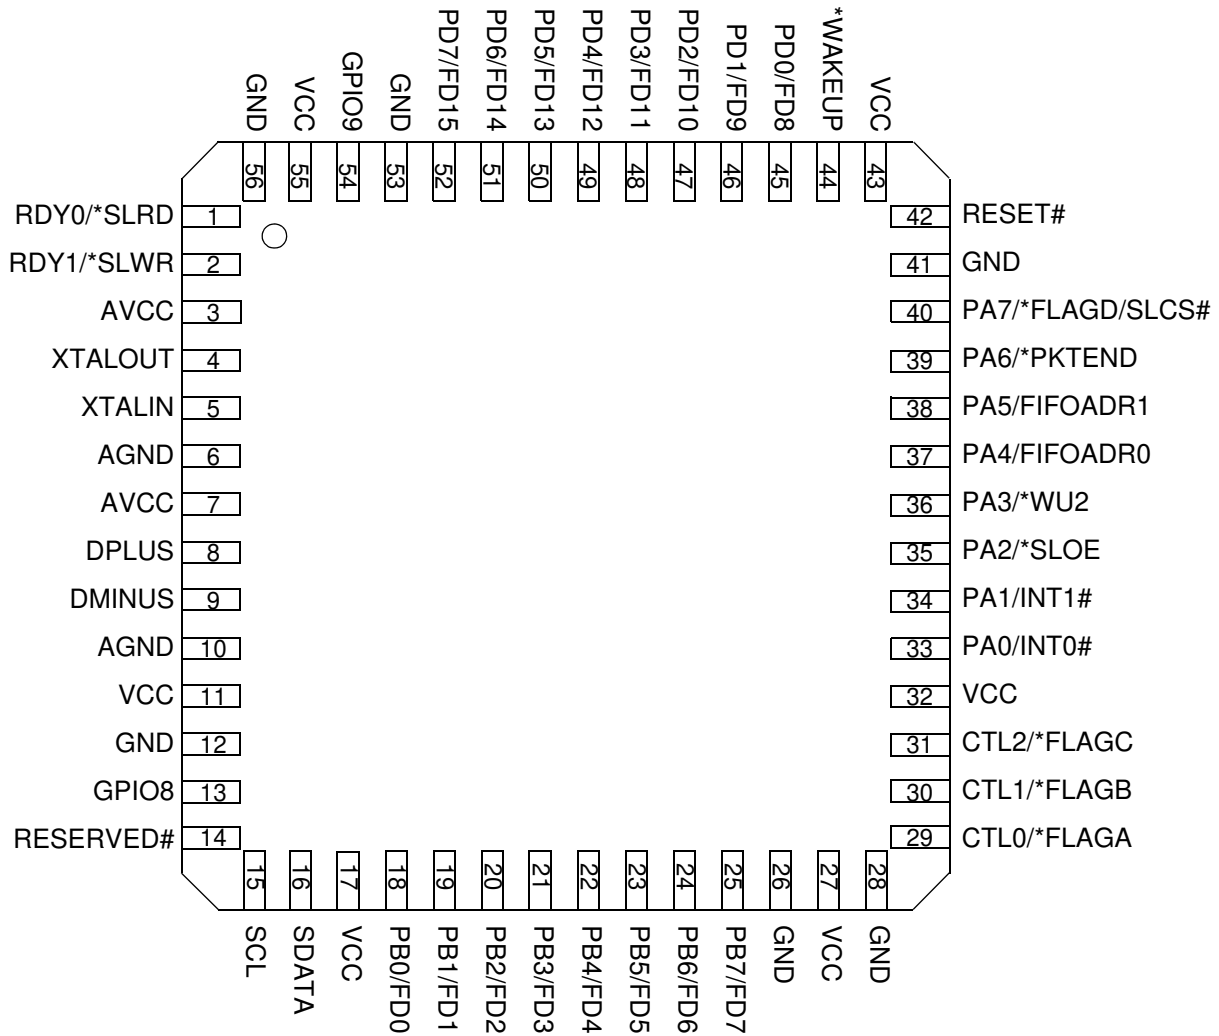 GND
VCC
GPIO9
GND
PD7/FD15
PD6/FD14
PD5/FD13
PD4/FD12
PD3/FD11
PD2/FD10
PD1/FD9
PD0/FD8
*WAKEUP
VCC
56
55
54
53
52
51
50
49
48
47
46
45
44
43
RDY0/*SLRD 1
RDY1/*SLWR 2
AVCC 3
XTALOUT 4
XTALIN 5
AGND 6
AVCC 7
DPLUS 8
DMINUS 9
AGND 10
VCC 11
GND 12
GPIO8 13
RESERVED# 14
42 RESET#
41 GND
40 PA7/*FLAGD/SLCS#
39 PA6/*PKTEND
38 PA5/FIFOADR1
37 PA4/FIFOADR0
36 PA3/*WU2
35 PA2/*SLOE
34 PA1/INT1#
33 PA0/INT0#
32 VCC
31 CTL2/*FLAGC
30 CTL1/*FLAGB
29 CTL0/*FLAGA
15
16
17
18
19
20
21
22
23
24
25
26
27
28
SCL
SDATA
VCC
PB0/FD0
PB1/FD1
PB2/FD2
PB3/FD3
PB4/FD4
PB5/FD5
PB6/FD6
PB7/FD7
GND
VCC
GND